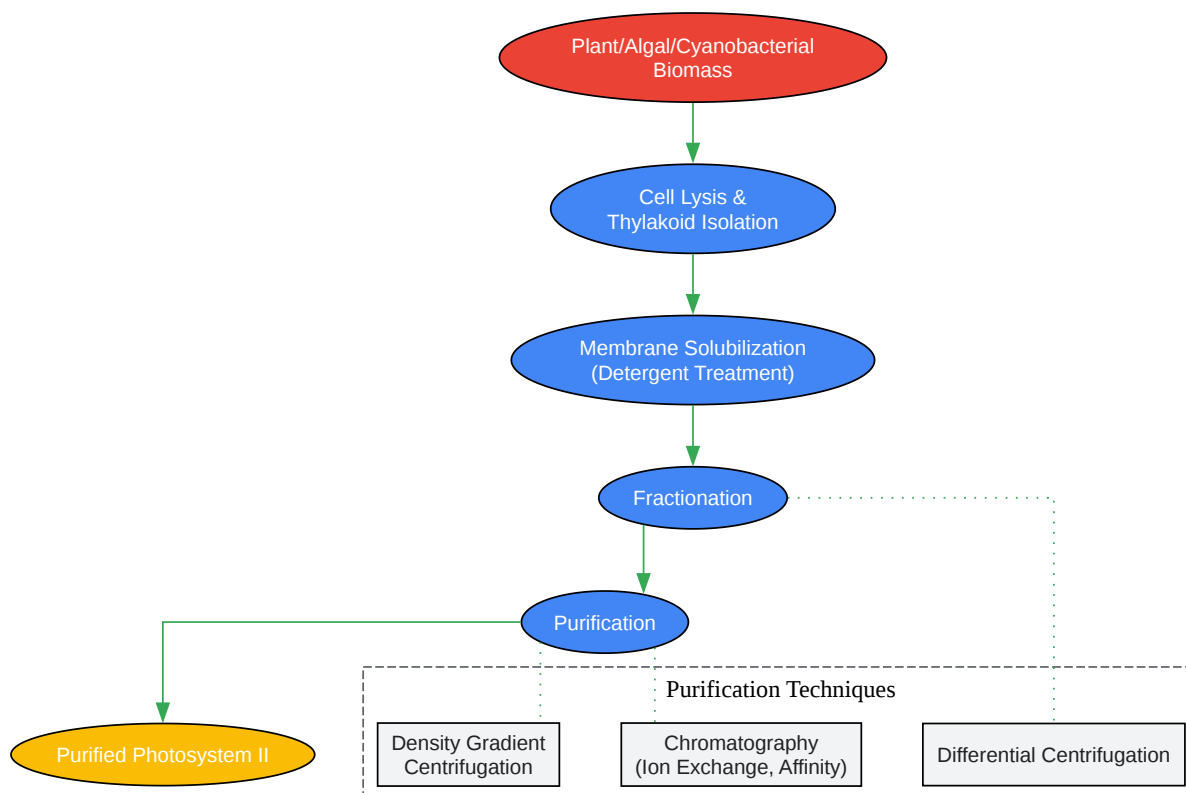 Plant/Algal/Cyanobacterial
Biomass
Cell Lysis &
Thylakoid Isolation
Membrane Solubilization
(Detergent Treatment)
Fractionation
Purification
Purification Techniques
Purified Photosystem II
Density Gradient
Centrifugation
Chromatography
(Ion Exchange, Affinity)
Differential Centrifugation